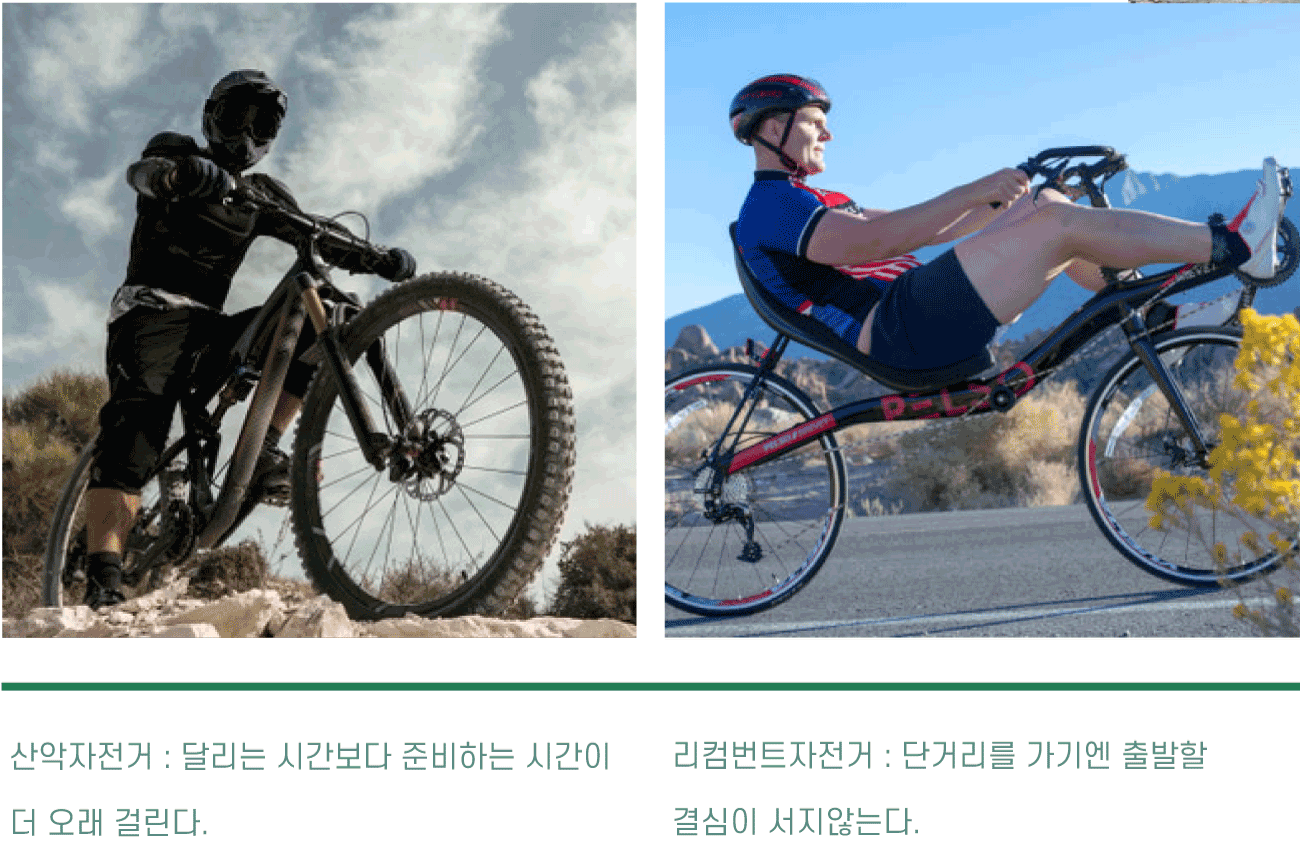 산악자전거 : 달리는 시간보다 준비하는 시간이
더 오래 걸린다.
리컴번트자전거 : 단거리를 가기엔 출발할
결심이 서지않는다.